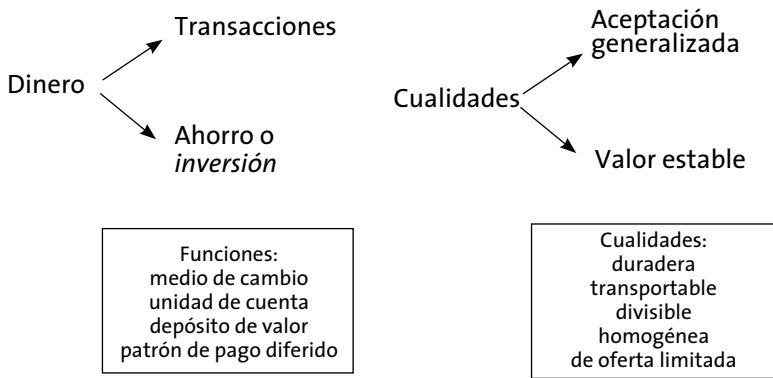 Dinero
Transacciones
Ahorro o
inversión
Cualidades
Aceptación
generalizada
Valor estable
Funciones:
medio de cambio
unidad de cuenta
depósito de valor
patrón de pago diferido
Cualidades:
duradera
transportable
divisible
homogénea
de oferta limitada